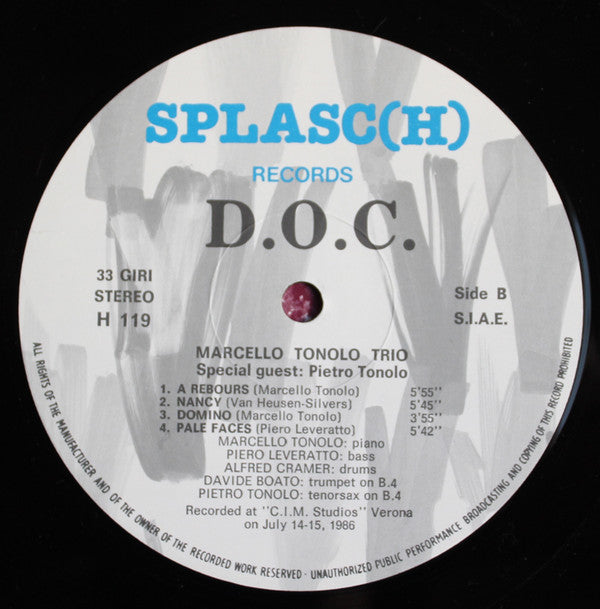 SPLASC(H)
RECORDS
D.O.C.
33 GIRI
STEREO
H 119
Side B
S.I.A.E.
MARCELLO TONOLO TRIO
Special guest: Pietro Tonolo
1. A REBOURS (Marcello Tonolo) 5'55''
2. NANCY (Van Heusen-Silvers) 5'45''
3. DOMINO (Marcello Tonolo) 3'55''
4. PALE FACES (Piero Leveratto) 5'42''
MARCELLO TONOLO: piano
PIERO LEVERATTO: bass
ALFRED CRAMER: drums
DAVIDE BOATO: trumpet on B.4
PIETRO TONOLO: tenorsax on B.4
Recorded at ''C.I.M. Studios'' Verona
on July 14-15, 1986
ALL RIGHTS OF THE MANUFACTURER AND OF THE OWNER OF THE RECORDED WORK RESERVED · UNAUTHORIZED PUBLIC PERFORMANCE BROADCASTING AND COPYING OF THIS RECORD PROHIBITED